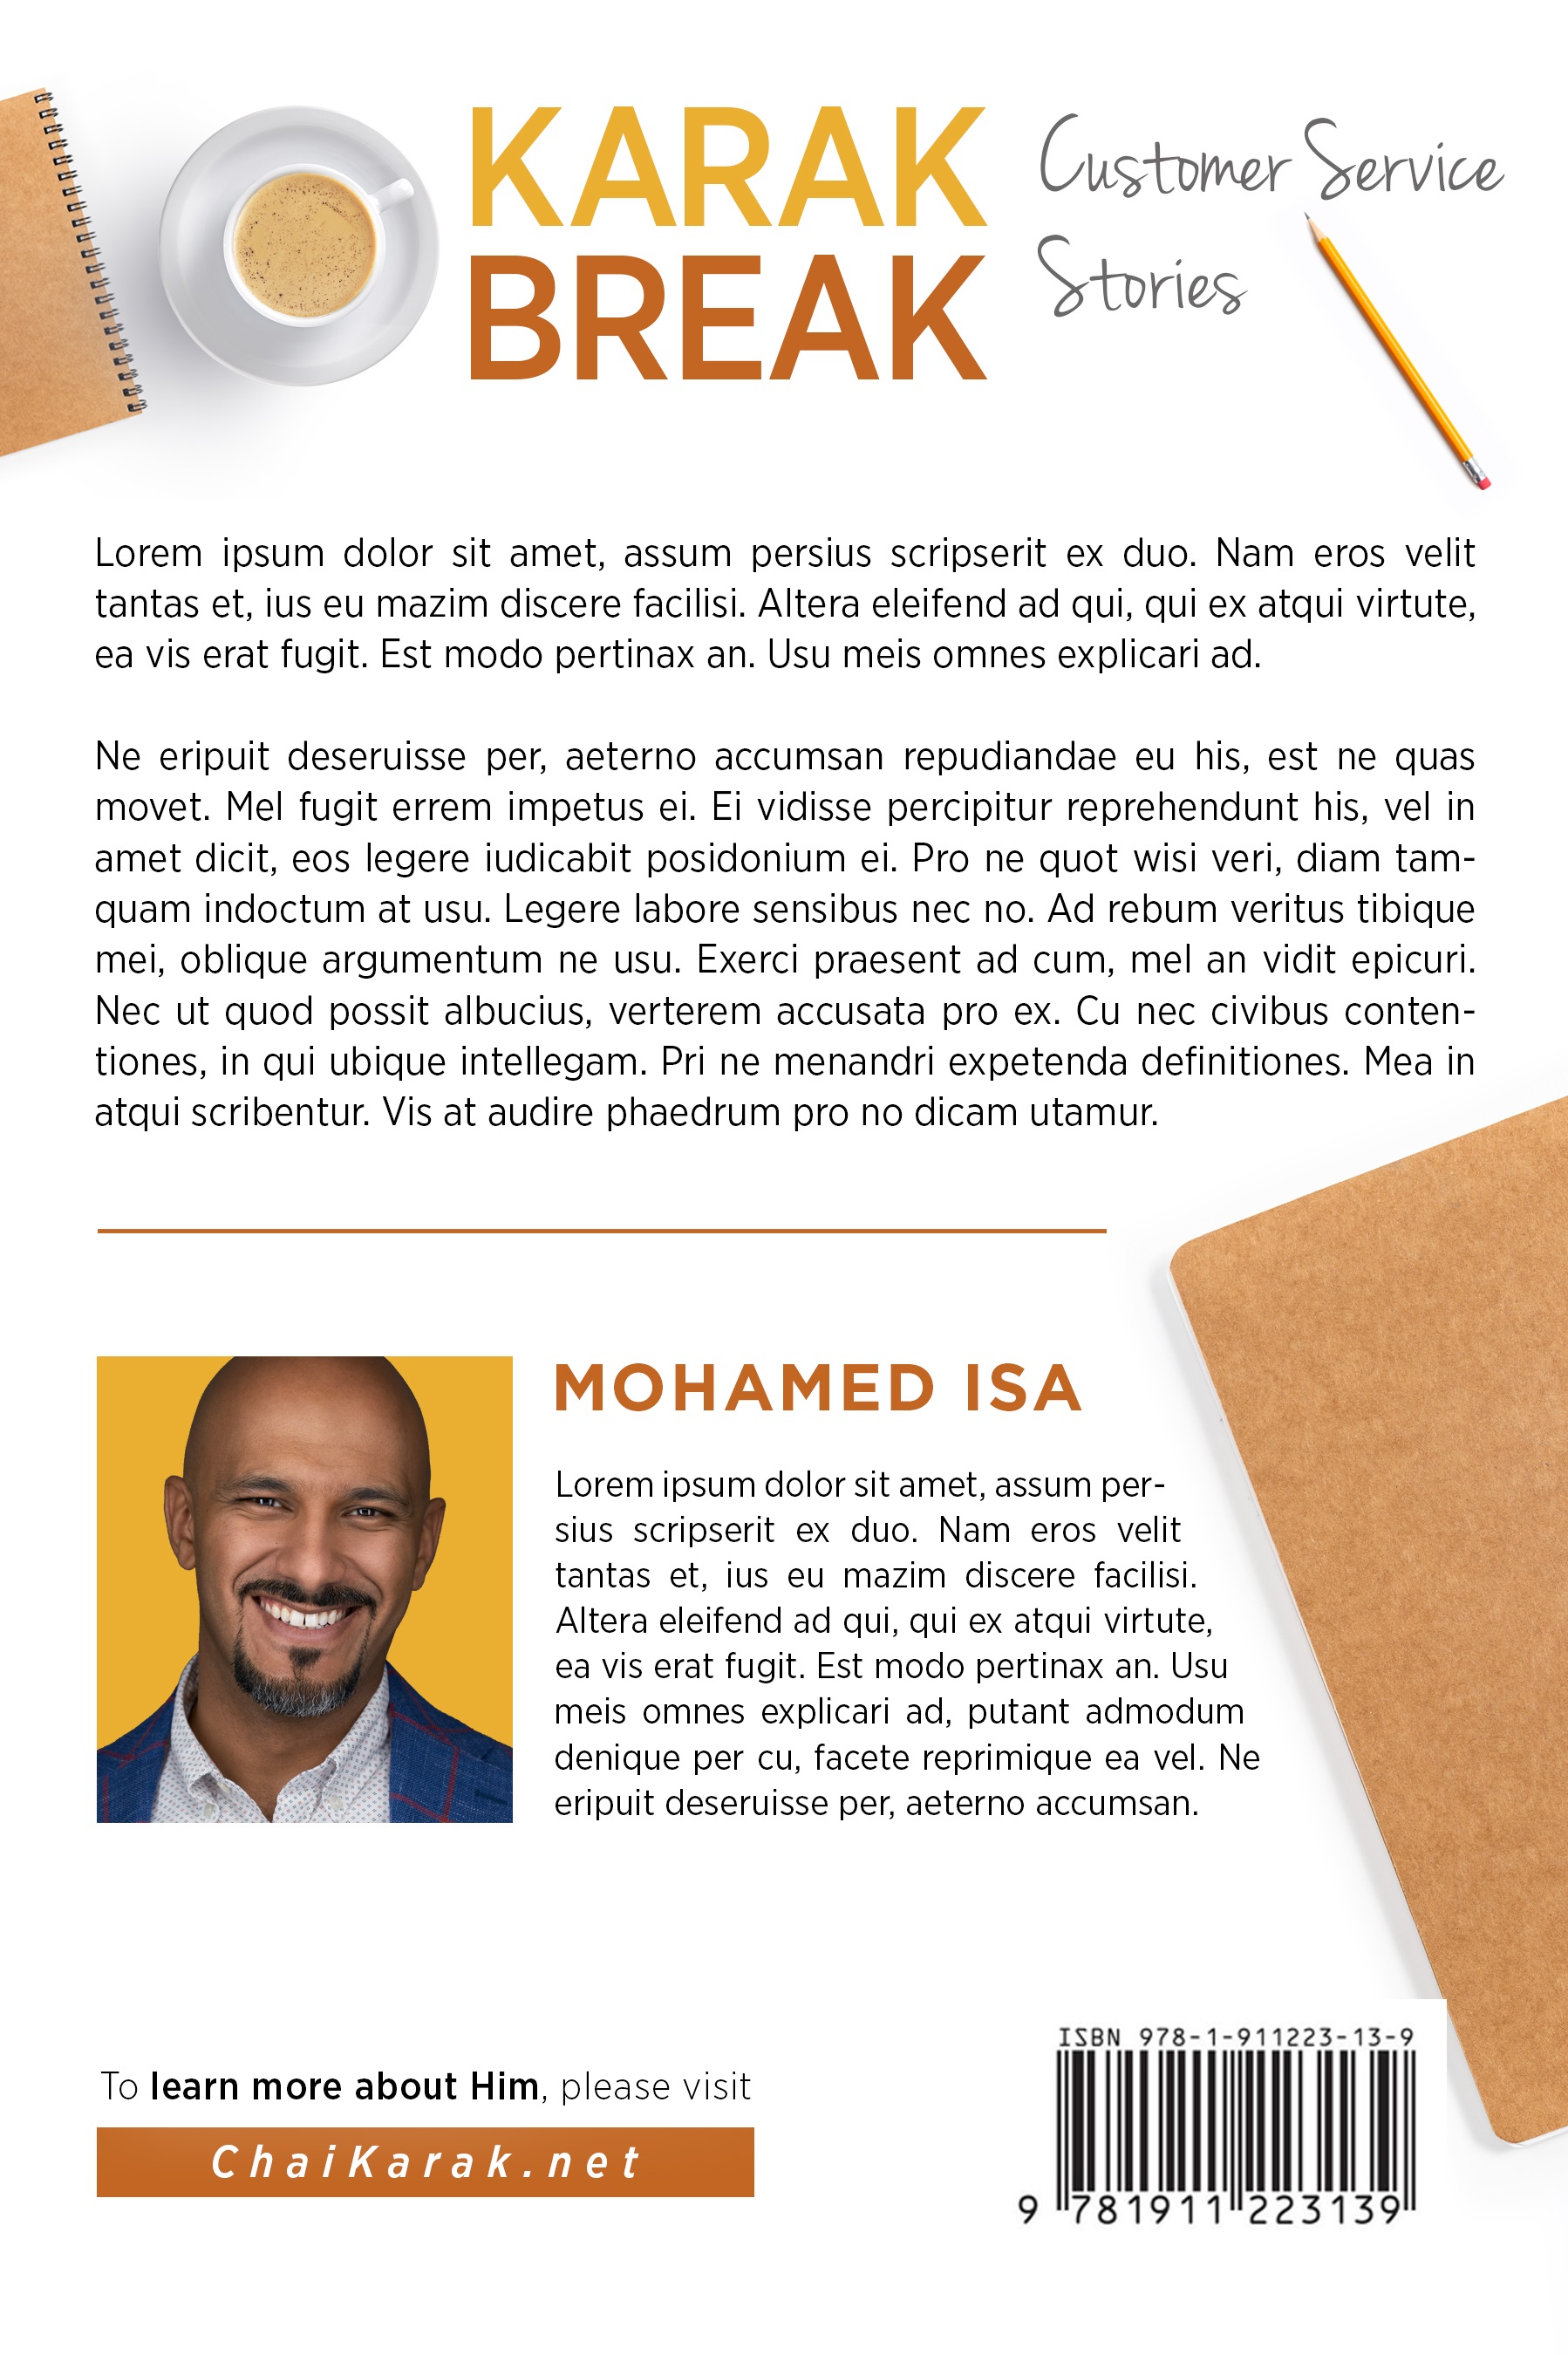 KARAK
BREAK
Customer Service
Stories
Lorem ipsum dolor sit amet, assum persius scripserit ex duo. Nam eros velit
tantas et, ius eu mazim discere facilisi. Altera eleifend ad qui, qui ex atqui virtute,
ea vis erat fugit. Est modo pertinax an. Usu meis omnes explicari ad.
Ne eripuit deseruisse per, aeterno accumsan repudiandae eu his, est ne quas
movet. Mel fugit errem impetus ei. Ei vidisse percipitur reprehendunt his, vel in
amet dicit, eos legere iudicabit posidonium ei. Pro ne quot wisi veri, diam tam-
quam indoctum at usu. Legere labore sensibus nec no. Ad rebum veritus tibique
mei, oblique argumentum ne usu. Exerci praesent ad cum, mel an vidit epicuri.
Nec ut quod possit albucius, verterem accusata pro ex. Cu nec civibus conten-
tiones, in qui ubique intellegam. Pri ne menandri expetenda definitiones. Mea in
atqui scribentur. Vis at audire phaedrum pro no dicam utamur.
MOHAMED ISA
Lorem ipsum dolor sit amet, assum per-
sius scripserit ex duo. Nam eros velit
tantas et, ius eu mazim discere facilisi.
Altera eleifend ad qui, qui ex atqui virtute,
ea vis erat fugit. Est modo pertinax an. Usu
meis omnes explicari ad, putant admodum
denique per cu, facete reprimique ea vel. Ne
eripuit deseruisse per, aeterno accumsan.
To learn more about Him, please visit
ChaiKarak.net
ISBN 978-1-911223-13-9
9 781911 223139